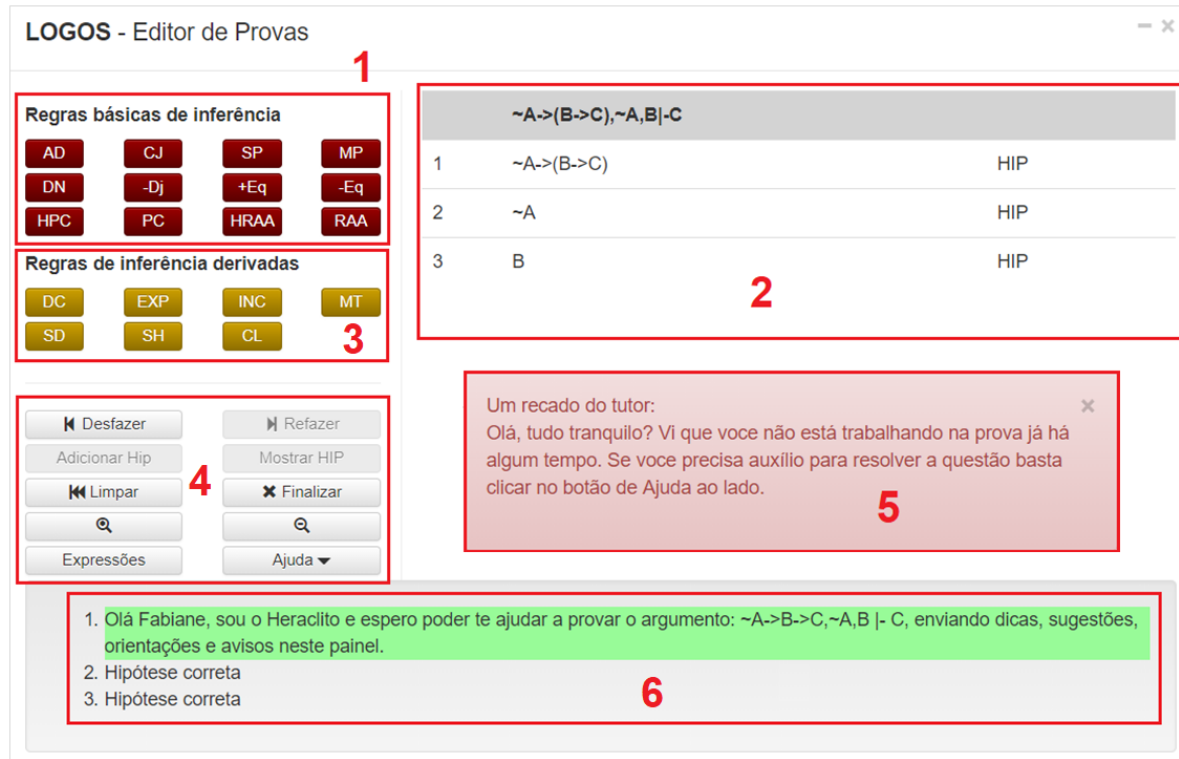 LOGOS - Editor de Provas
1
Regras básicas de inferência
AD CJ SP MP
DN -Dj +Eq -Eq
HPC PC HRAA RAA
Regras de inferência derivadas
DC EXP INC MT
SD SH CL
3
~A->(B->C),~A,B|-C
1 ~A->(B->C) HIP
2 ~A HIP
3 B HIP
2
Desfazer Refazer
Adicionar Hip Mostrar HIP
Limpar Finalizar
Expressões Ajuda
4
Um recado do tutor:
Olá, tudo tranquilo? Vi que voce não está trabalhando na prova já há
algum tempo. Se voce precisa auxílio para resolver a questão basta
clicar no botão de Ajuda ao lado.
5
1. Olá Fabiane, sou o Heraclito e espero poder te ajudar a provar o argumento: ~A->B->C,~A,B |- C, enviando dicas, sugestões,
orientações e avisos neste painel.
2. Hipótese correta
3. Hipótese correta
6